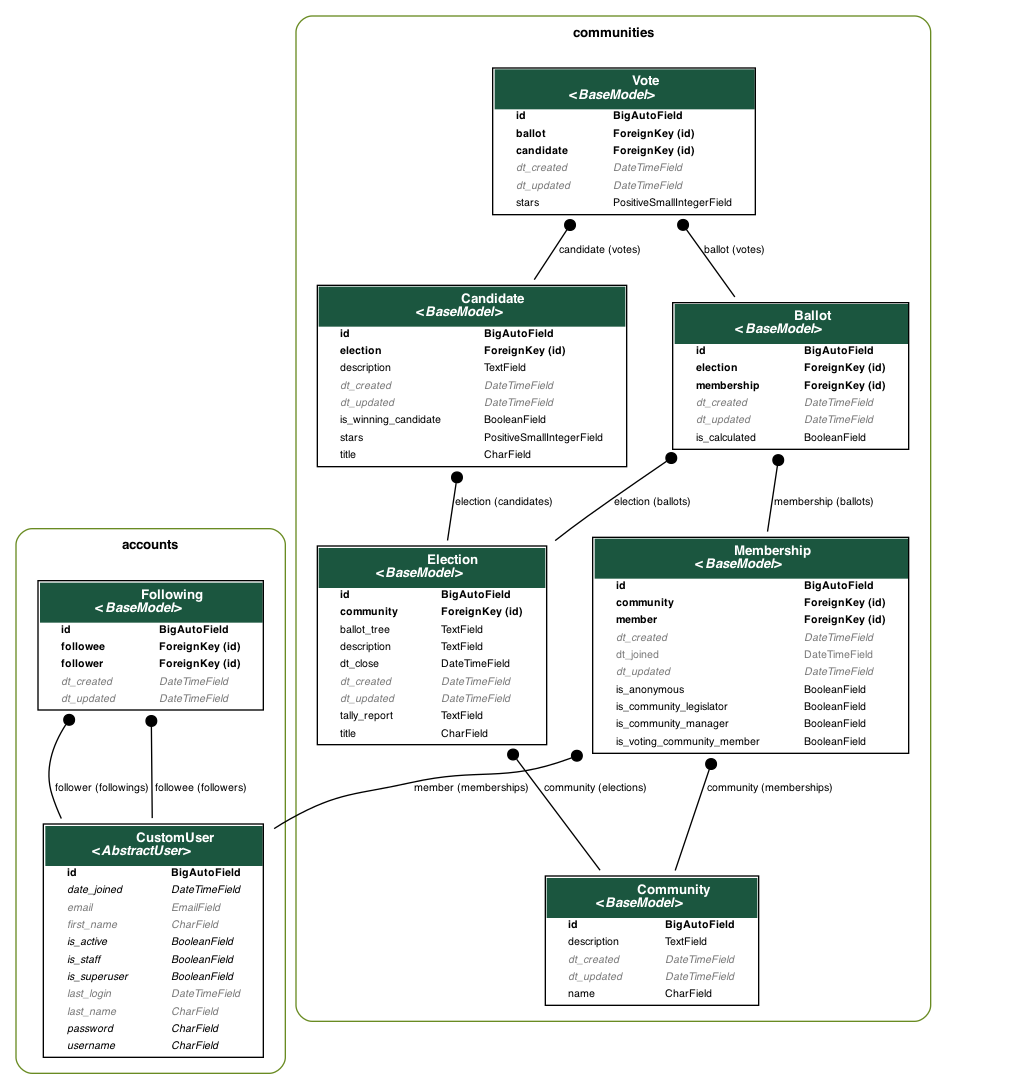 communities
Vote
<BaseModel>
id BigAutoField
ballot ForeignKey (id)
candidate ForeignKey (id)
dt_created DateTimeField
dt_updated DateTimeField
stars PositiveSmallIntegerField
candidate (votes)
ballot (votes)
Candidate
<BaseModel>
id BigAutoField
election ForeignKey (id)
description TextField
dt_created DateTimeField
dt_updated DateTimeField
is_winning_candidate BooleanField
stars PositiveSmallIntegerField
title CharField
Ballot
<BaseModel>
id BigAutoField
election ForeignKey (id)
membership ForeignKey (id)
dt_created DateTimeField
dt_updated DateTimeField
is_calculated BooleanField
election (candidates)
election (ballots)
membership (ballots)
Election
<BaseModel>
id BigAutoField
community ForeignKey (id)
ballot_tree TextField
description TextField
dt_close DateTimeField
dt_created DateTimeField
dt_updated DateTimeField
tally_report TextField
title CharField
Membership
<BaseModel>
id BigAutoField
community ForeignKey (id)
member ForeignKey (id)
dt_created DateTimeField
dt_joined DateTimeField
dt_updated DateTimeField
is_anonymous BooleanField
is_community_legislator BooleanField
is_community_manager BooleanField
is_voting_community_member BooleanField
member (memberships)
community (elections)
community (memberships)
Community
<BaseModel>
id BigAutoField
description TextField
dt_created DateTimeField
dt_updated DateTimeField
name CharField
accounts
Following
<BaseModel>
id BigAutoField
followee ForeignKey (id)
follower ForeignKey (id)
dt_created DateTimeField
dt_updated DateTimeField
follower (followings)
followee (followers)
CustomUser
<AbstractUser>
id BigAutoField
date_joined DateTimeField
email EmailField
first_name CharField
is_active BooleanField
is_staff BooleanField
is_superuser BooleanField
last_login DateTimeField
last_name CharField
password CharField
username CharField